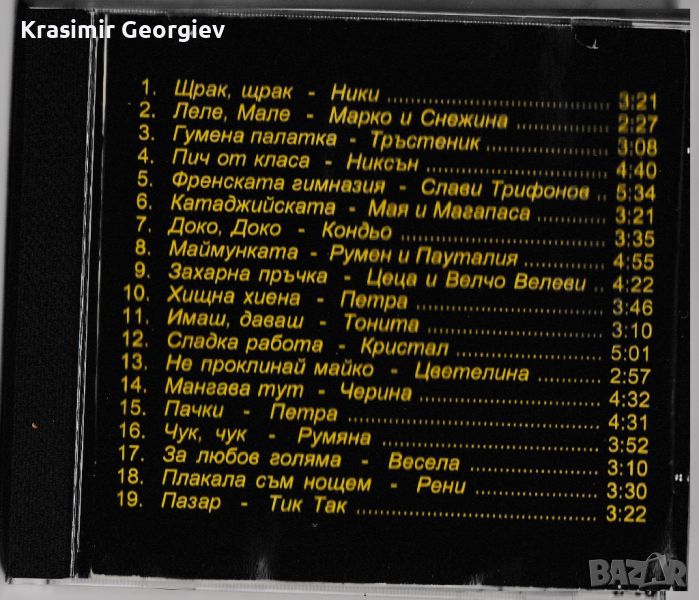 Krasimir Georgiev
1. Щрак, щрак - Ники ........ 3:21
2. Леле, Мале - Марко и Снежина ........ 2:27
3. Гумена палатка - Тръстеник ........ 3:08
4. Пич от класа - Никсън ........ 4:40
5. Френската гимназия - Слави Трифонов .. 5:34
6. Катаджийската - Мая и Магапаса ........ 3:21
7. Доко, Доко - Кондьо ........ 3:35
8. Маймунката - Румен и Пауталия ........ 4:55
9. Захарна пръчка - Цеца и Велчо Велеви .. 4:22
10. Хищна хиена - Петра ........ 3:46
11. Имаш, даваш - Тонита ........ 3:10
12. Сладка работа - Кристал ........ 5:01
13. Не проклинай майко - Цветелина ........ 2:57
14. Мангава тут - Черина ........ 4:32
15. Пачки - Петра ........ 4:31
16. Чук, чук - Румяна ........ 3:52
17. За любов голяма - Весела ........ 3:10
18. Плакала съм нощем - Рени ........ 3:30
19. Пазар - Тик Так ........ 3:22
BAZAR